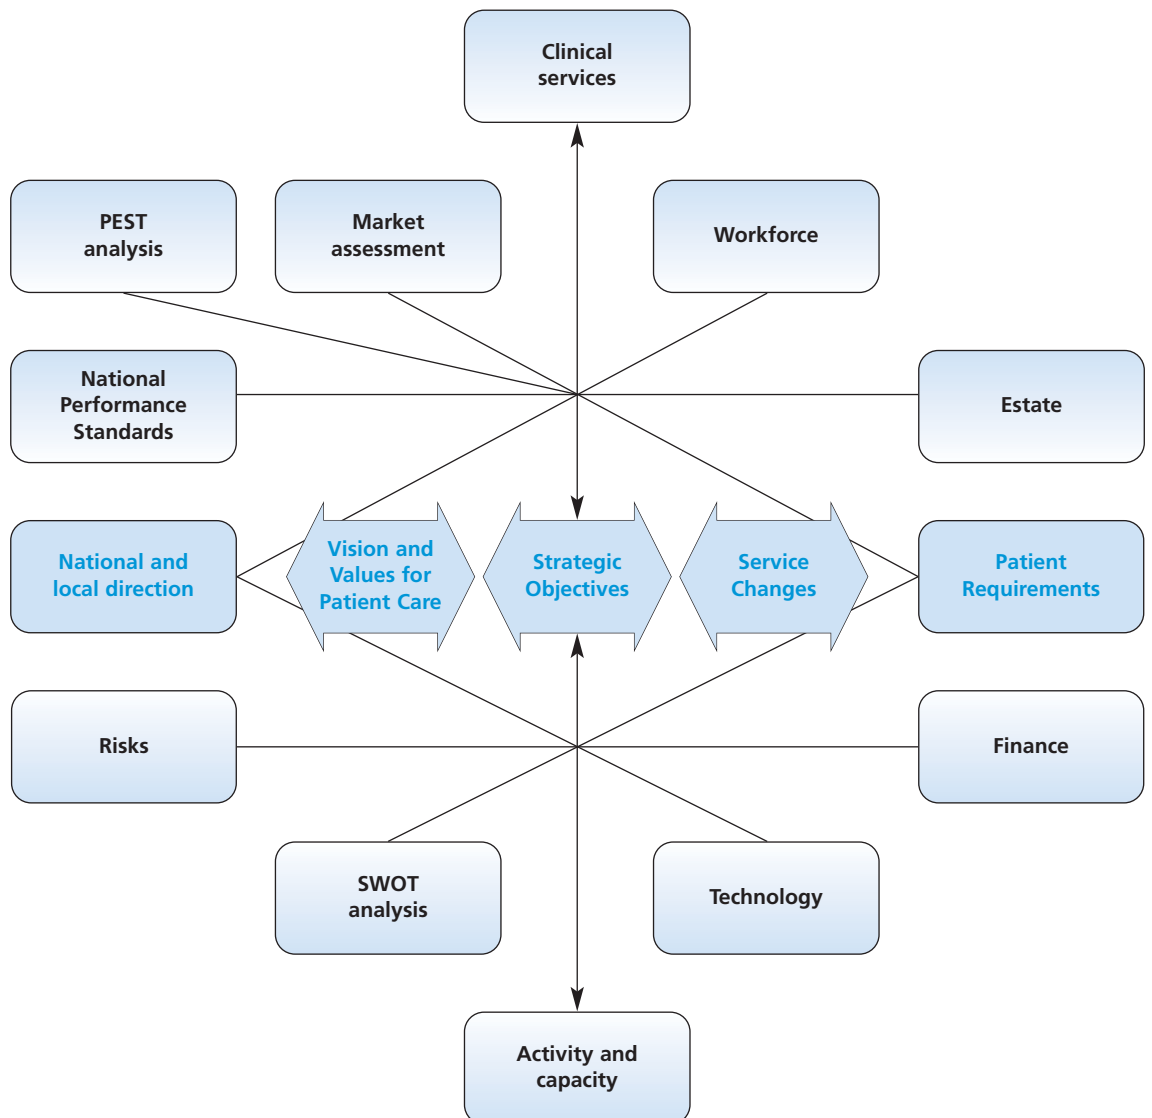 Clinical
services
PEST
analysis
Market
assessment
Workforce
National
Performance
Standards
Estate
National and
local direction
Vision and
Values for
Patient Care
Strategic
Objectives
Service
Changes
Patient
Requirements
Risks
Finance
SWOT
analysis
Technology
Activity and
capacity